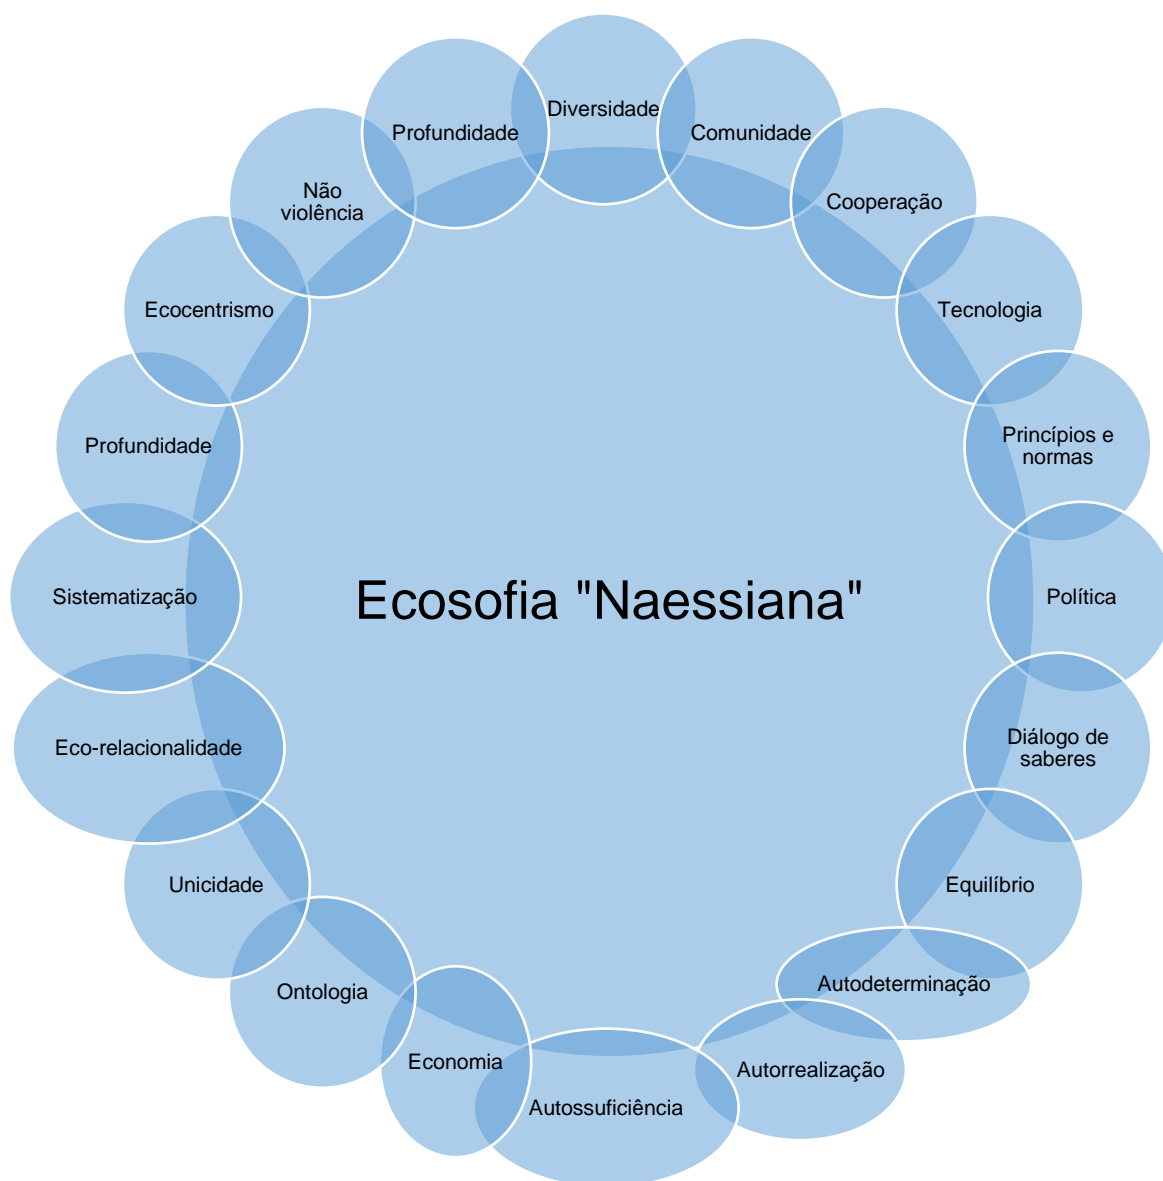 Diversidade
Comunidade
Cooperação
Tecnologia
Princípios e
normas
Política
Diálogo de
saberes
Equilíbrio
Autodeterminação
Autorrealização
Autossuficiência
Economia
Ontologia
Unicidade
Eco-relacionalidade
Sistematização
Profundidade
Ecocentrismo
Não
violência
Profundidade
Ecosofia "Naessiana"